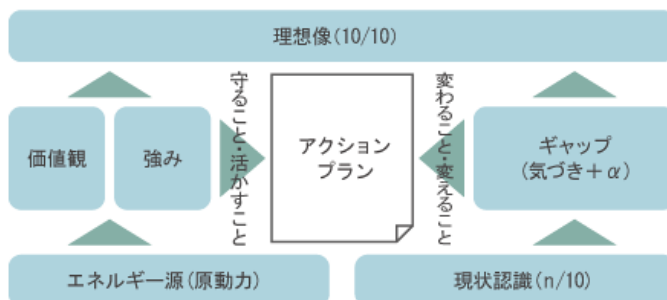 理想像(10/10)
価値観
強み
守ること・活かすこと
アクション
プラン
変わること・変えること
ギャップ
(気づき+α)
エネルギー源(原動力)
現状認識(n/10)